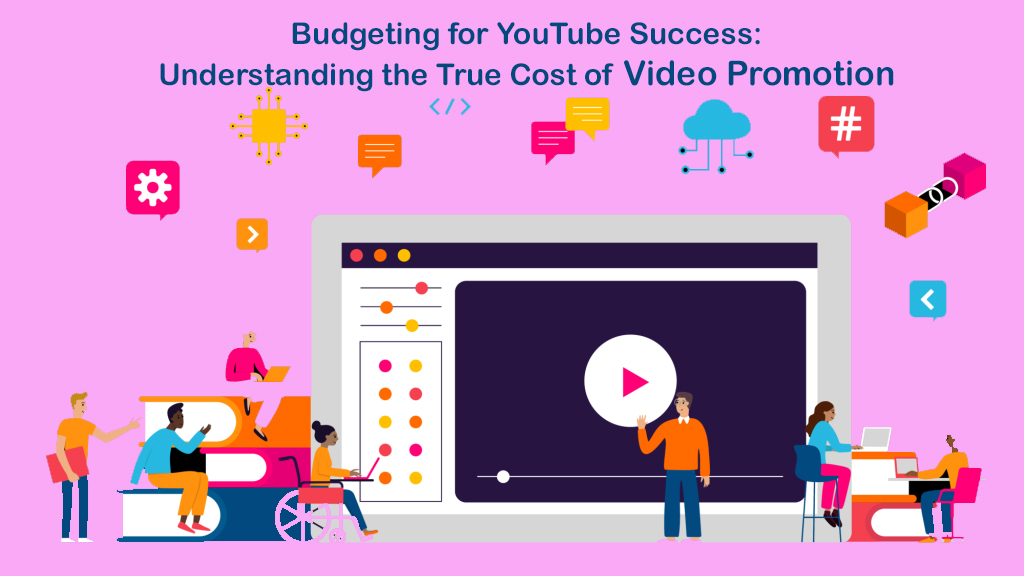 Budgeting for YouTube Success:
Understanding the True Cost of Video Promotion
</>
#